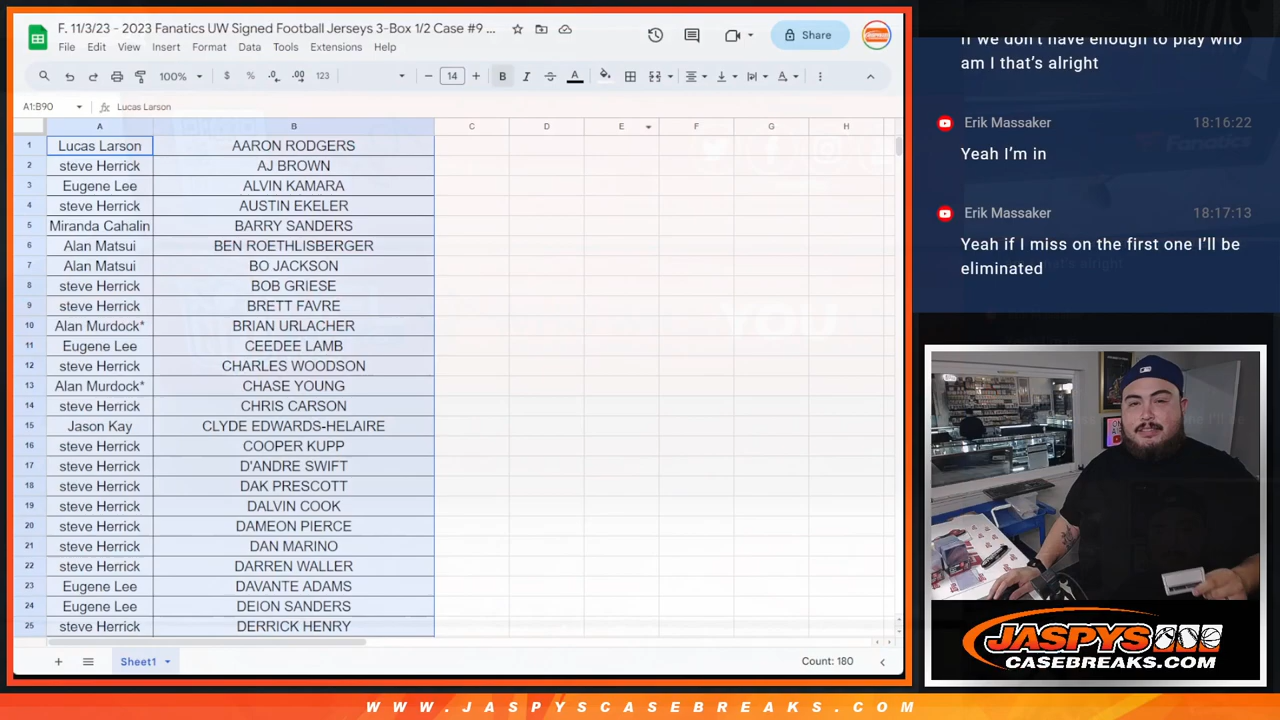 F. 11/3/23 - 2023 Fanatics UW Signed Football Jerseys 3-Box 1/2 Case #9 ...
Share
File Edit View Insert Format Data Tools Extensions Help
100% $ % .0 .00 123 14 B I S A
A1:B90 fx Lucas Larson
A B C D E F G H
1 Lucas Larson AARON RODGERS
2 steve Herrick AJ BROWN
3 Eugene Lee ALVIN KAMARA
4 steve Herrick AUSTIN EKELER
5 Miranda Cahalin BARRY SANDERS
6 Alan Matsui BEN ROETHLISBERGER
7 Alan Matsui BO JACKSON
8 steve Herrick BOB GRIESE
9 steve Herrick BRETT FAVRE
10 Alan Murdock* BRIAN URLACHER
11 Eugene Lee CEEDEE LAMB
12 steve Herrick CHARLES WOODSON
13 Alan Murdock* CHASE YOUNG
14 steve Herrick CHRIS CARSON
15 Jason Kay CLYDE EDWARDS-HELAIRE
16 steve Herrick COOPER KUPP
17 steve Herrick D'ANDRE SWIFT
18 steve Herrick DAK PRESCOTT
19 steve Herrick DALVIN COOK
20 steve Herrick DAMEON PIERCE
21 steve Herrick DAN MARINO
22 steve Herrick DARREN WALLER
23 Eugene Lee DAVANTE ADAMS
24 Eugene Lee DEION SANDERS
25 steve Herrick DERRICK HENRY
YOU
Fanatics
Sheet1
Count: 180
If we don't have enough to play who
am I that's alright
Erik Massaker 18:16:22
Yeah I'm in
Erik Massaker 18:17:13
Yeah if I miss on the first one I'll be
eliminated
JASPYS
CASEBREAKS.COM
WWW.JASPYSCASEBREAKS.COM